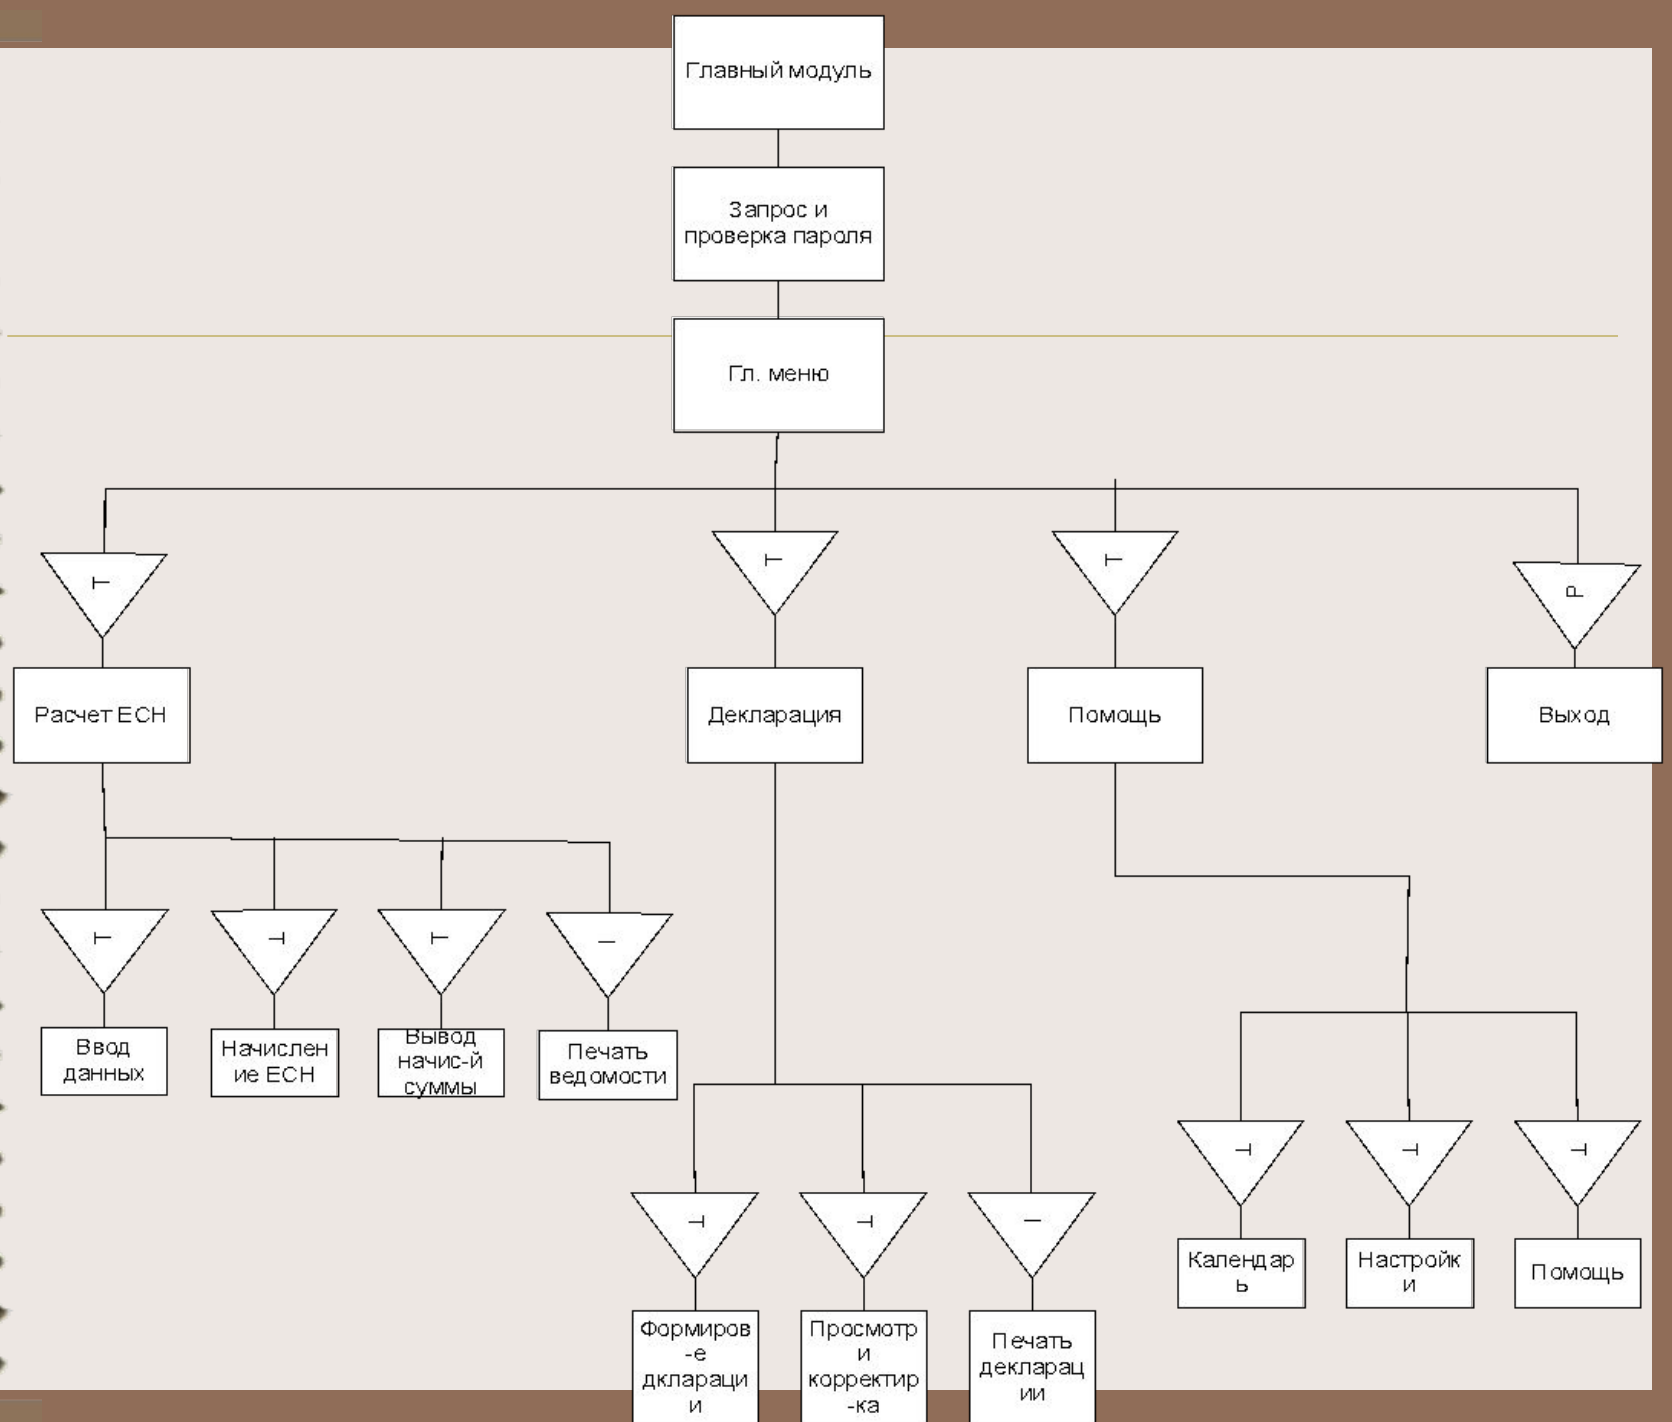 Главный модуль
Запрос и
проверка пароля
Гл. меню
Т
Т
Т
Р
Расчет ЕСН
Декларация
Помощь
Выход
Т
Т
Т
I
Ввод
данных
Начислен
ие ЕСН
Вывод
начис-й
суммы
Печать
ведомости
Т
Т
Т
Календар
ь
Настройк
и
Помощь
Т
Т
I
Формиров
-е
дклараци
и
Просмотр
и
корректир
-ка
Печать
декларац
ии